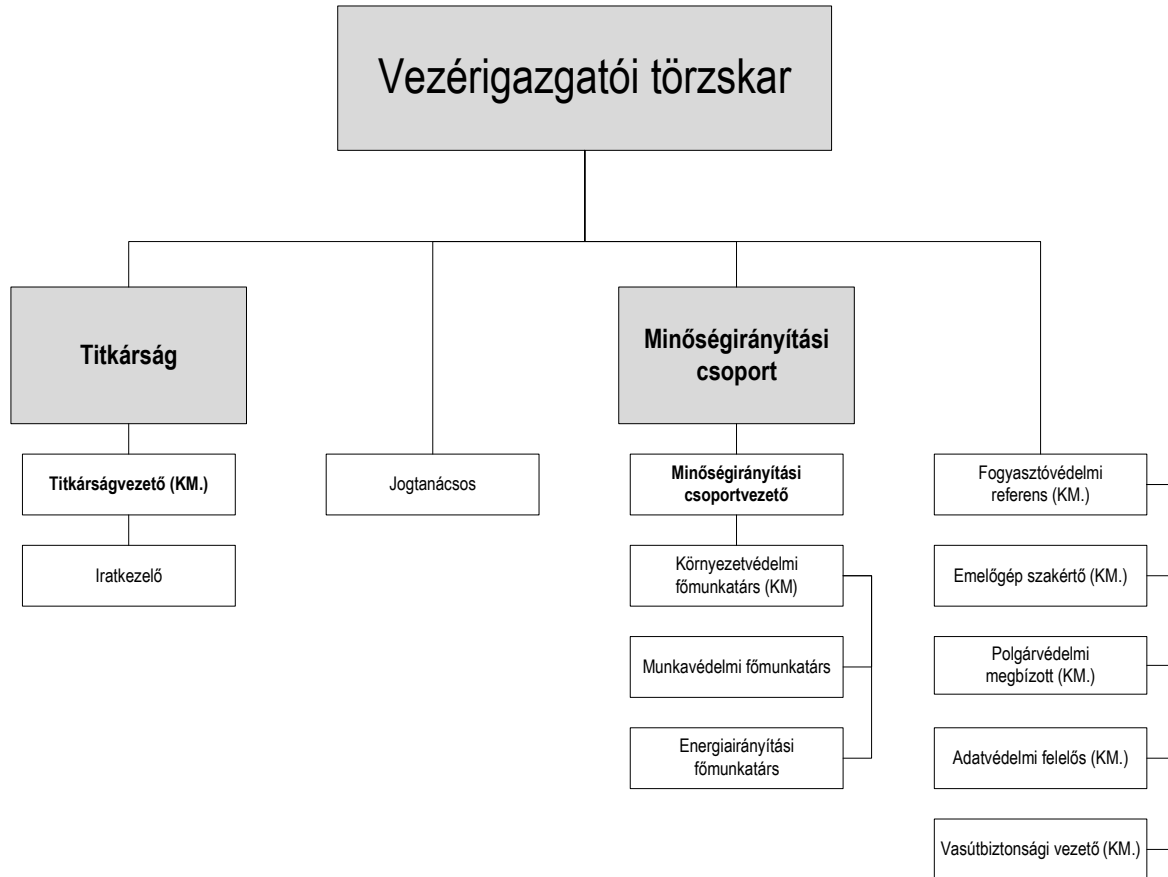 Vezérigazgatói törzskar
Titkárság
Minőségirányítási
csoport
Titkárságvezető (KM.)
Iratkezelő
Jogtanácsos
Minőségirányítási
csoportvezető
Környezetvédelmi
főmunkatárs (KM)
Munkavédelmi főmunkatárs
Energiairányítási
főmunkatárs
Fogyasztóvédelmi
referens (KM.)
Emelőgép szakértő (KM.)
Polgárvédelmi
megbízott (KM.)
Adatvédelmi felelős (KM.)
Vasútbiztonsági vezető (KM.)